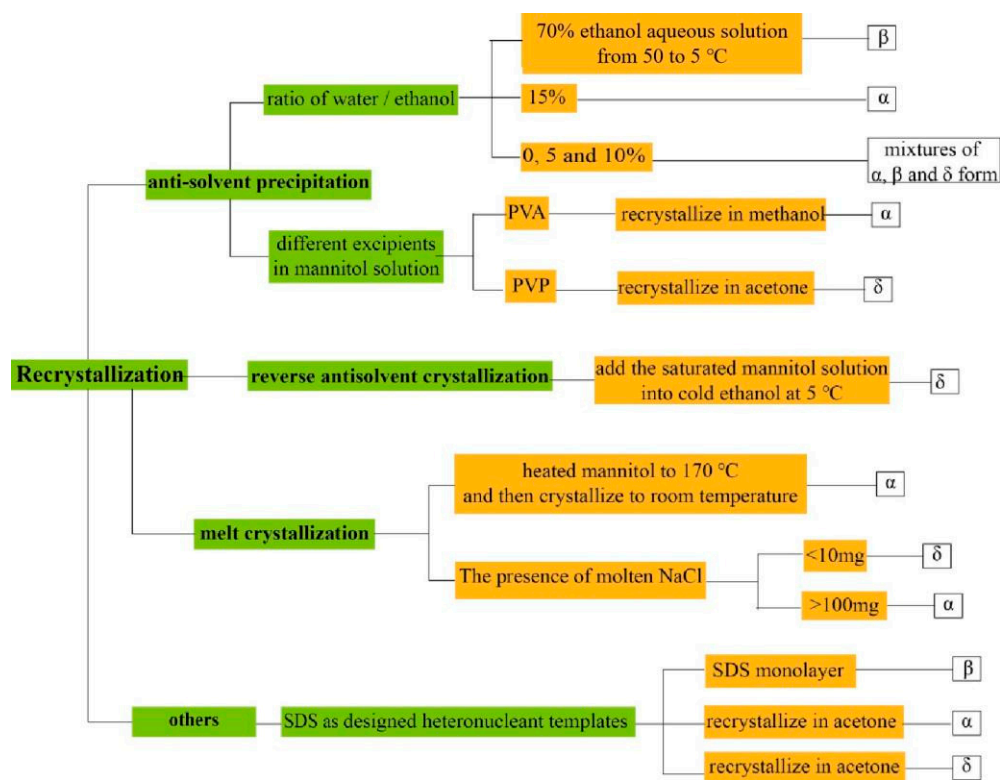 70% ethanol aqueous solution
from 50 to 5 °C
β
ratio of water / ethanol
15%
α
0, 5 and 10%
mixtures of
α, β and δ form
anti-solvent precipitation
different excipients
in mannitol solution
PVA
recrystallize in methanol
α
PVP
recrystallize in acetone
δ
Recrystallization
reverse antisolvent crystallization
add the saturated mannitol solution
into cold ethanol at 5 °C
δ
heated mannitol to 170 °C
and then crystallize to room temperature
α
melt crystallization
The presence of molten NaCl
<10mg
δ
>100mg
α
others
SDS as designed heteronucleant templates
SDS monolayer
β
recrystallize in acetone
α
recrystallize in acetone
δ